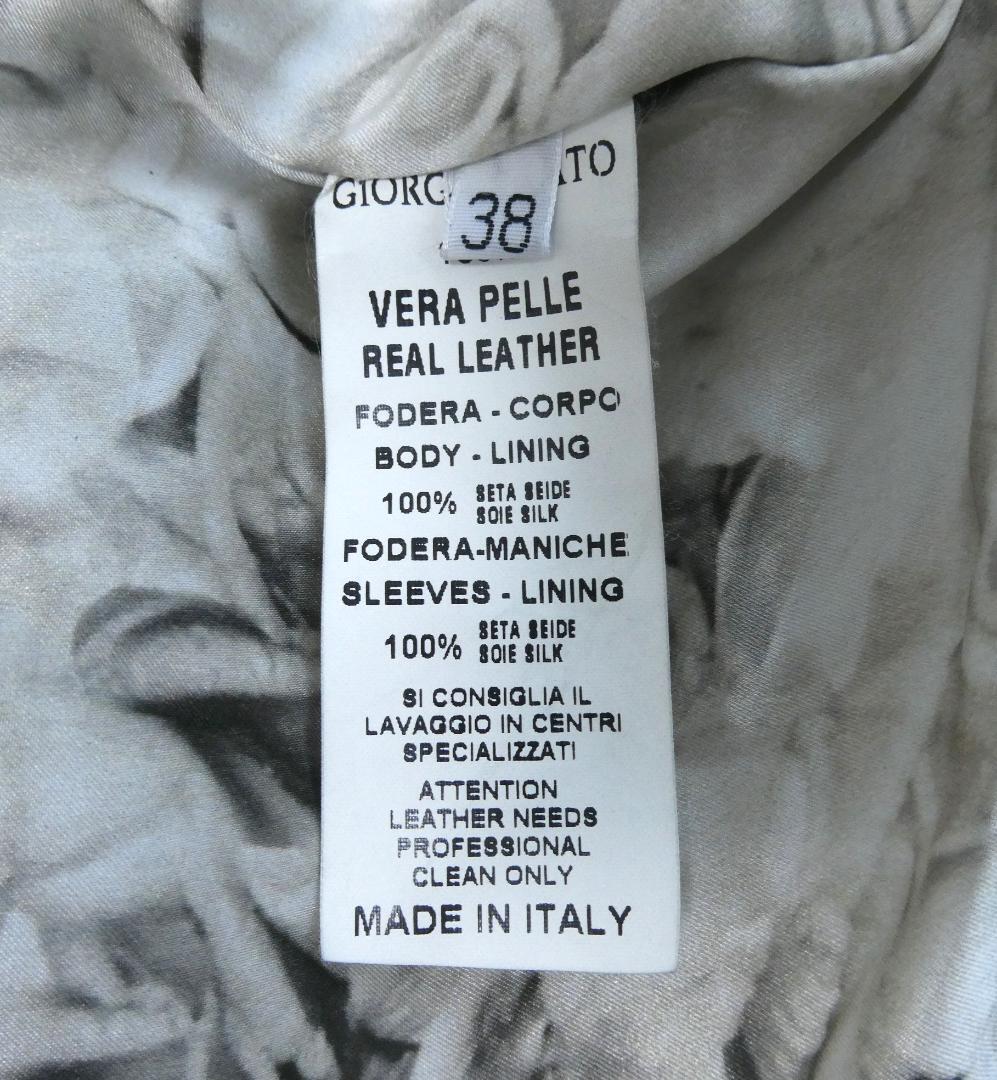 38
VERA PELLE
REAL LEATHER
FODERA - CORPO
BODY - LINING
100% SETA SEIDE
SOIE SILK
FODERA-MANICHE
SLEEVES - LINING
100% SETA SEIDE
SOIE SILK
SI CONSIGLIA IL
LAVAGGIO IN CENTRI
SPECIALIZZATI
ATTENTION
LEATHER NEEDS
PROFESSIONAL
CLEAN ONLY
MADE IN ITALY